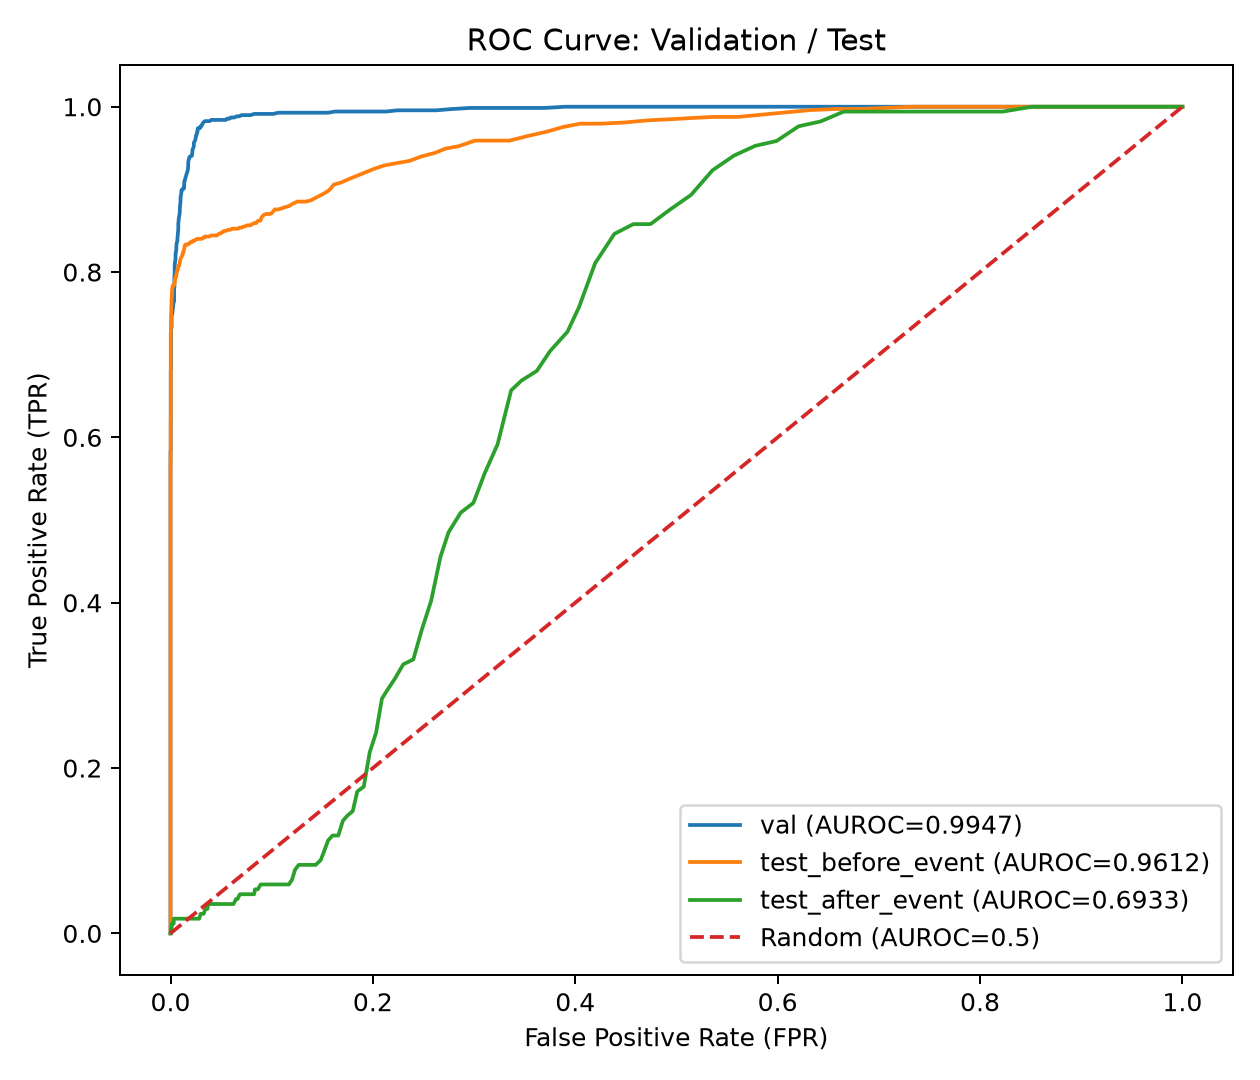 ROC Curve: Validation / Test
1.0
0.8
0.6
0.4
0.2
0.0
True Positive Rate (TPR)
val (AUROC=0.9947)
test_before_event (AUROC=0.9612)
test_after_event (AUROC=0.6933)
Random (AUROC=0.5)
0.0 0.2 0.4 0.6 0.8 1.0
False Positive Rate (FPR)